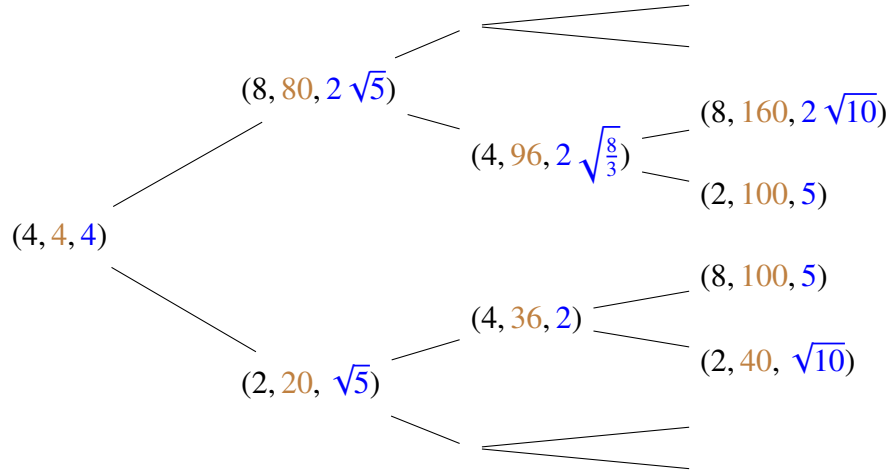 (8, 80, 2√5)
(8, 160, 2√10)
(4, 96, 2√(8/3))
(2, 100, 5)
(4, 4, 4)
(8, 100, 5)
(4, 36, 2)
(2, 40, √10)
(2, 20, √5)